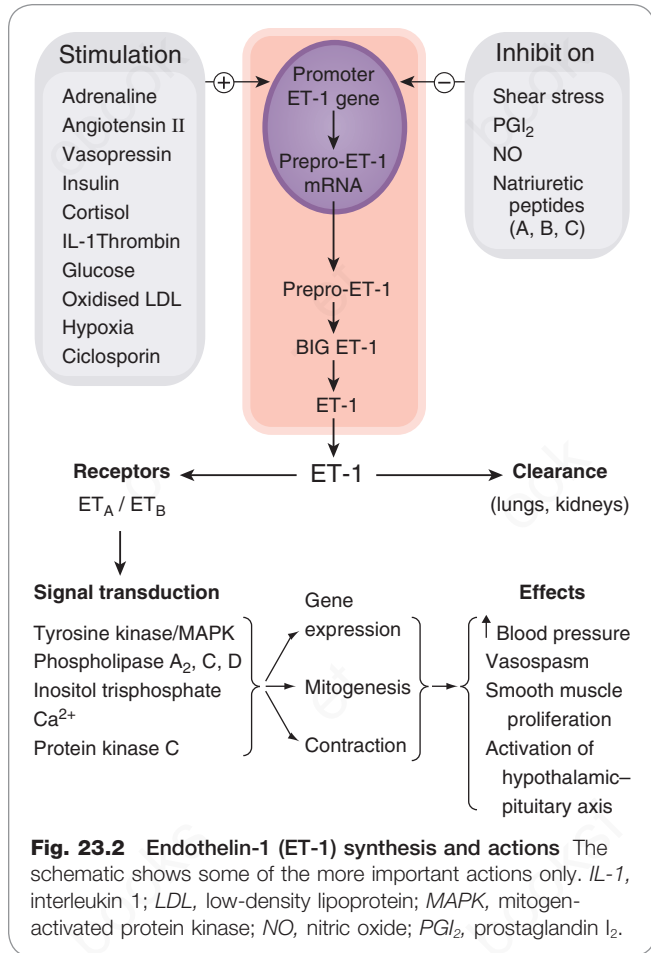 Stimulation
Adrenaline
Angiotensin II
Vasopressin
Insulin
Cortisol
IL-1Thrombin
Glucose
Oxidised LDL
Hypoxia
Ciclosporin
+
Promoter
ET-1 gene
Prepro-ET-1
mRNA
Prepro-ET-1
BIG ET-1
ET-1
−
Inhibit on
Shear stress
PGI₂
NO
Natriuretic
peptides
(A, B, C)
Receptors
ET_A / ET_B
ET-1
Clearance
(lungs, kidneys)
Signal transduction
Tyrosine kinase/MAPK
Phospholipase A₂, C, D
Inositol trisphosphate
Ca²⁺
Protein kinase C
Gene
expression
Mitogenesis
Contraction
Effects
↑ Blood pressure
Vasospasm
Smooth muscle
proliferation
Activation of
hypothalamic–
pituitary axis
Fig. 23.2 Endothelin-1 (ET-1) synthesis and actions The
schematic shows some of the more important actions only. IL-1,
interleukin 1; LDL, low-density lipoprotein; MAPK, mitogen-
activated protein kinase; NO, nitric oxide; PGI₂, prostaglandin I₂.